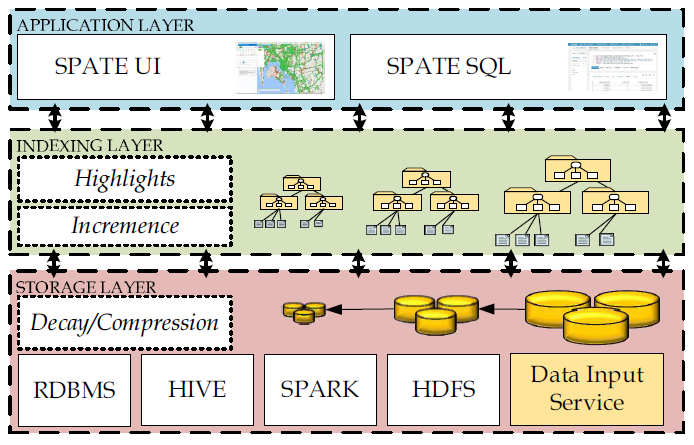 APPLICATION LAYER
SPATE UI
SPATE SQL
INDEXING LAYER
Highlights
Incremence
STORAGE LAYER
Decay/Compression
RDBMS
HIVE
SPARK
HDFS
Data Input
Service